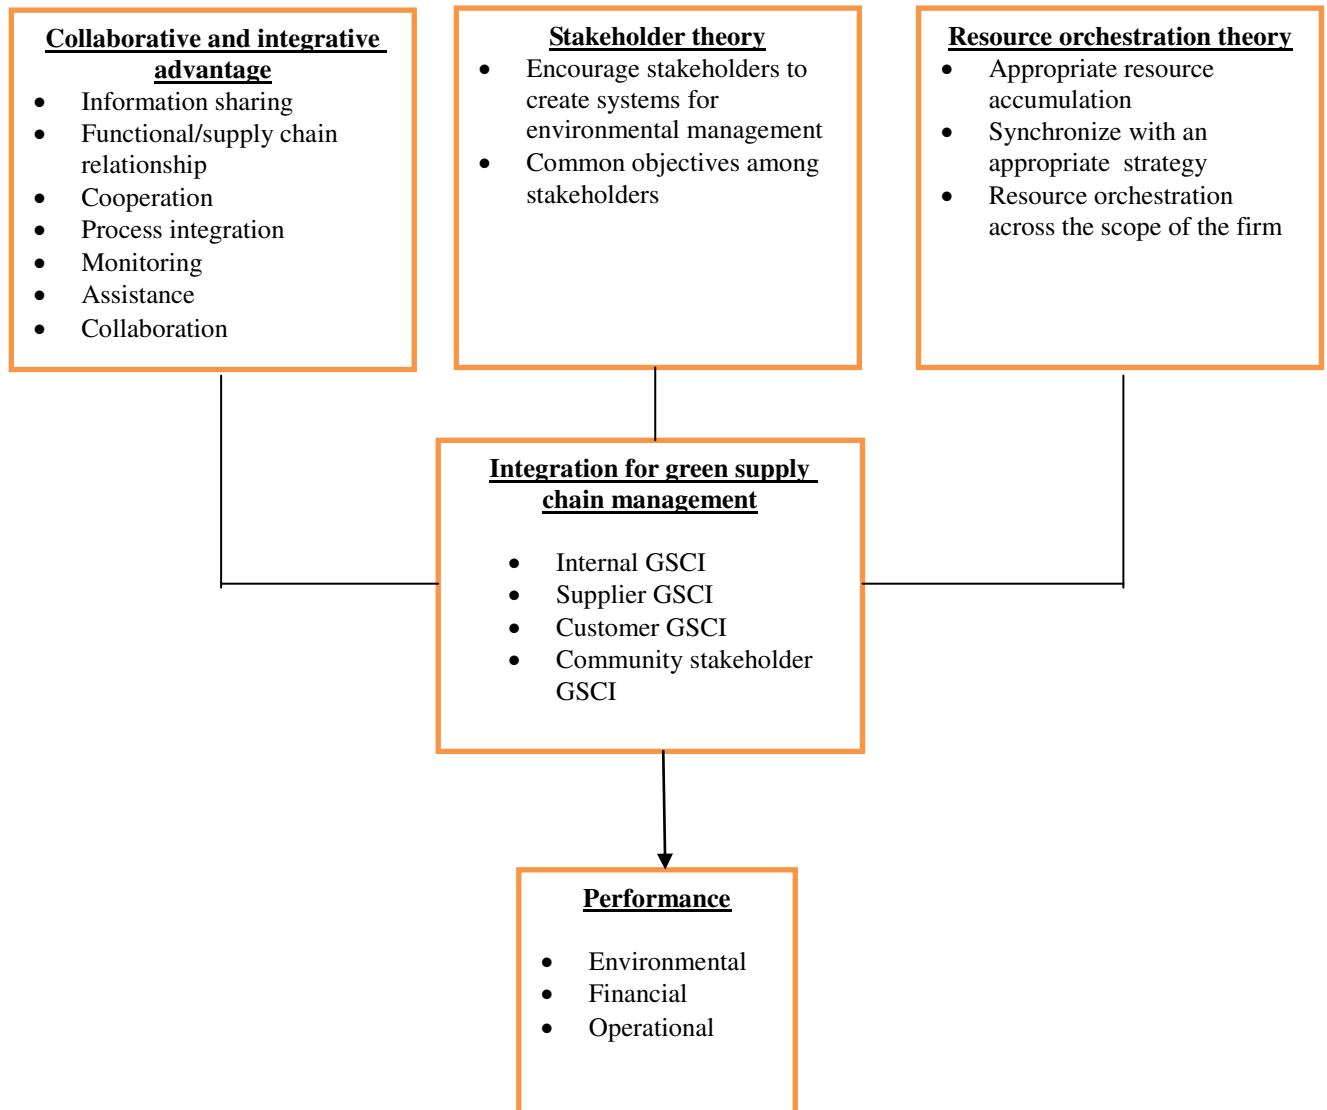 Collaborative and integrative
advantage
• Information sharing
• Functional/supply chain
relationship
• Cooperation
• Process integration
• Monitoring
• Assistance
• Collaboration
Stakeholder theory
• Encourage stakeholders to
create systems for
environmental management
• Common objectives among
stakeholders
Resource orchestration theory
• Appropriate resource
accumulation
• Synchronize with an
appropriate strategy
• Resource orchestration
across the scope of the firm
Integration for green supply
chain management
• Internal GSCI
• Supplier GSCI
• Customer GSCI
• Community stakeholder
GSCI
Performance
• Environmental
• Financial
• Operational